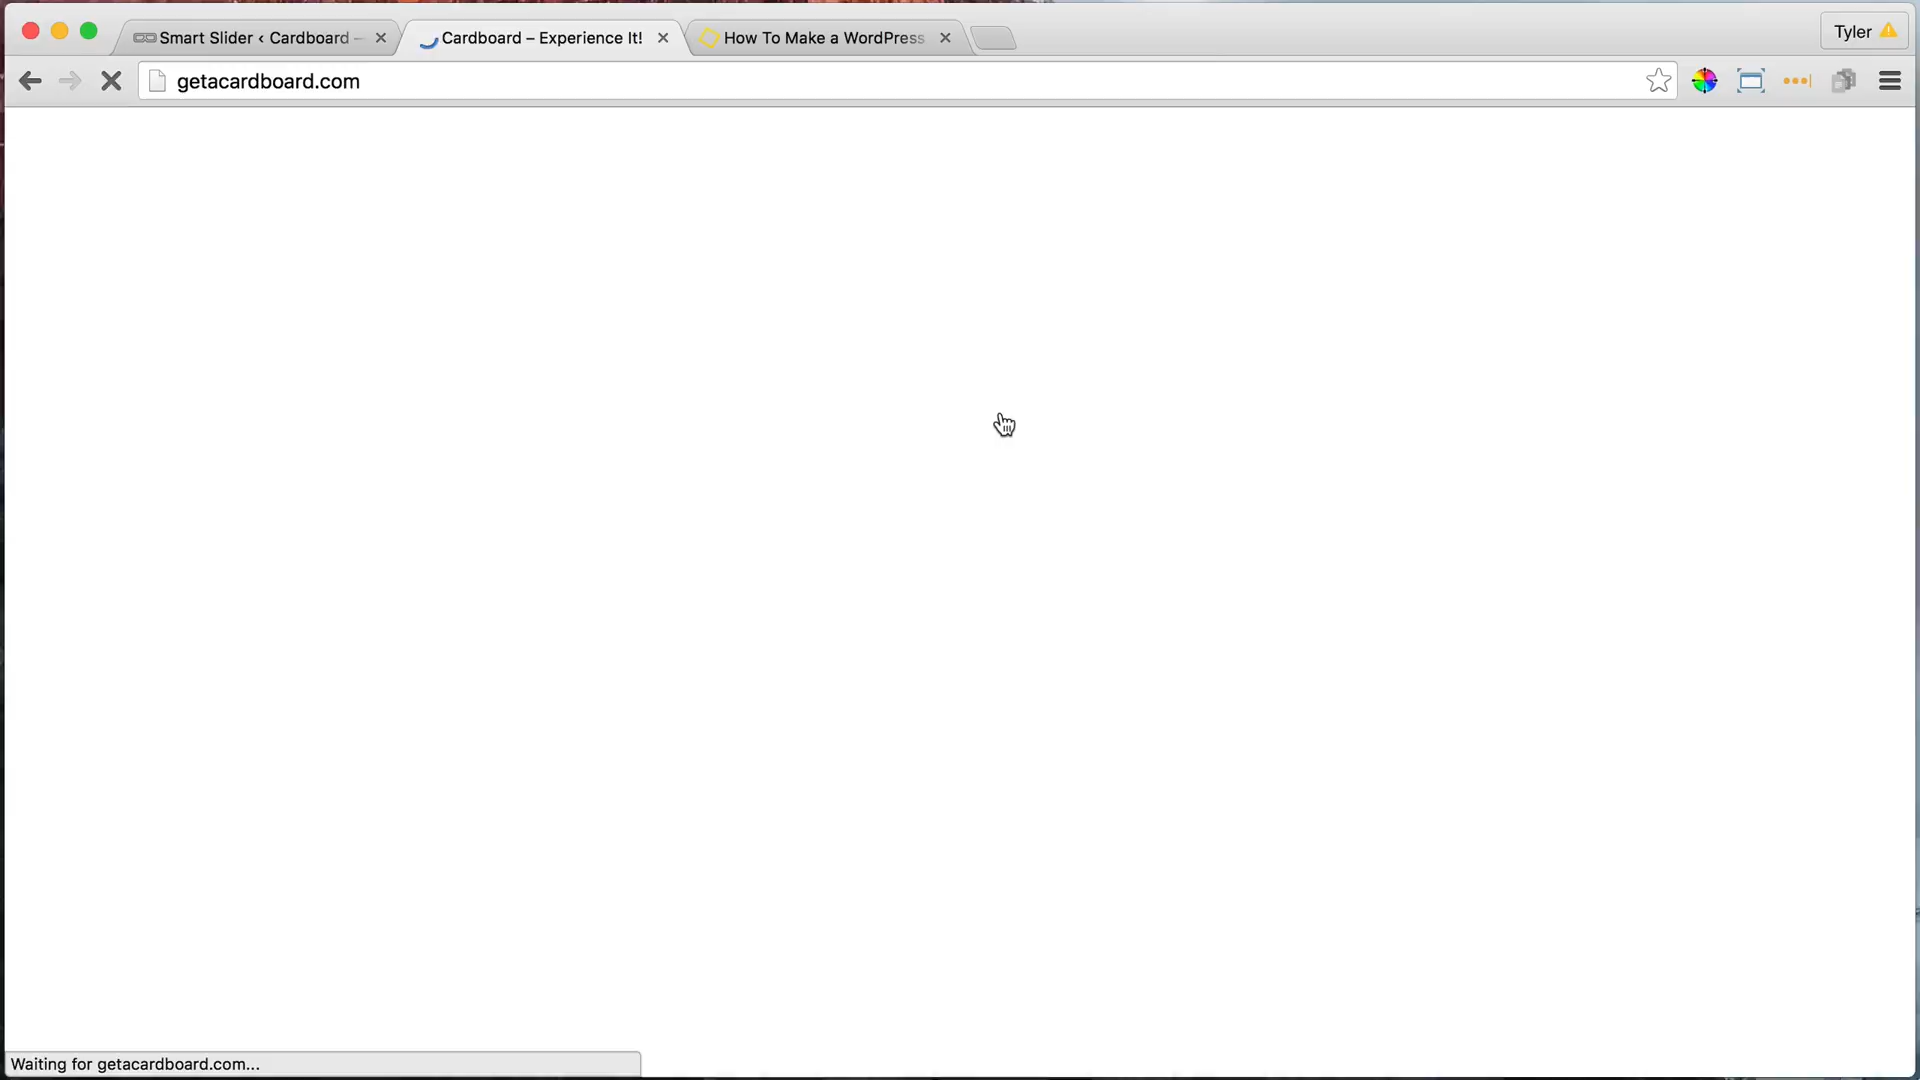 Smart Slider ‹ Cardboard –
Cardboard – Experience It!
How To Make a WordPress
Tyler
getacardboard.com
Waiting for getacardboard.com...